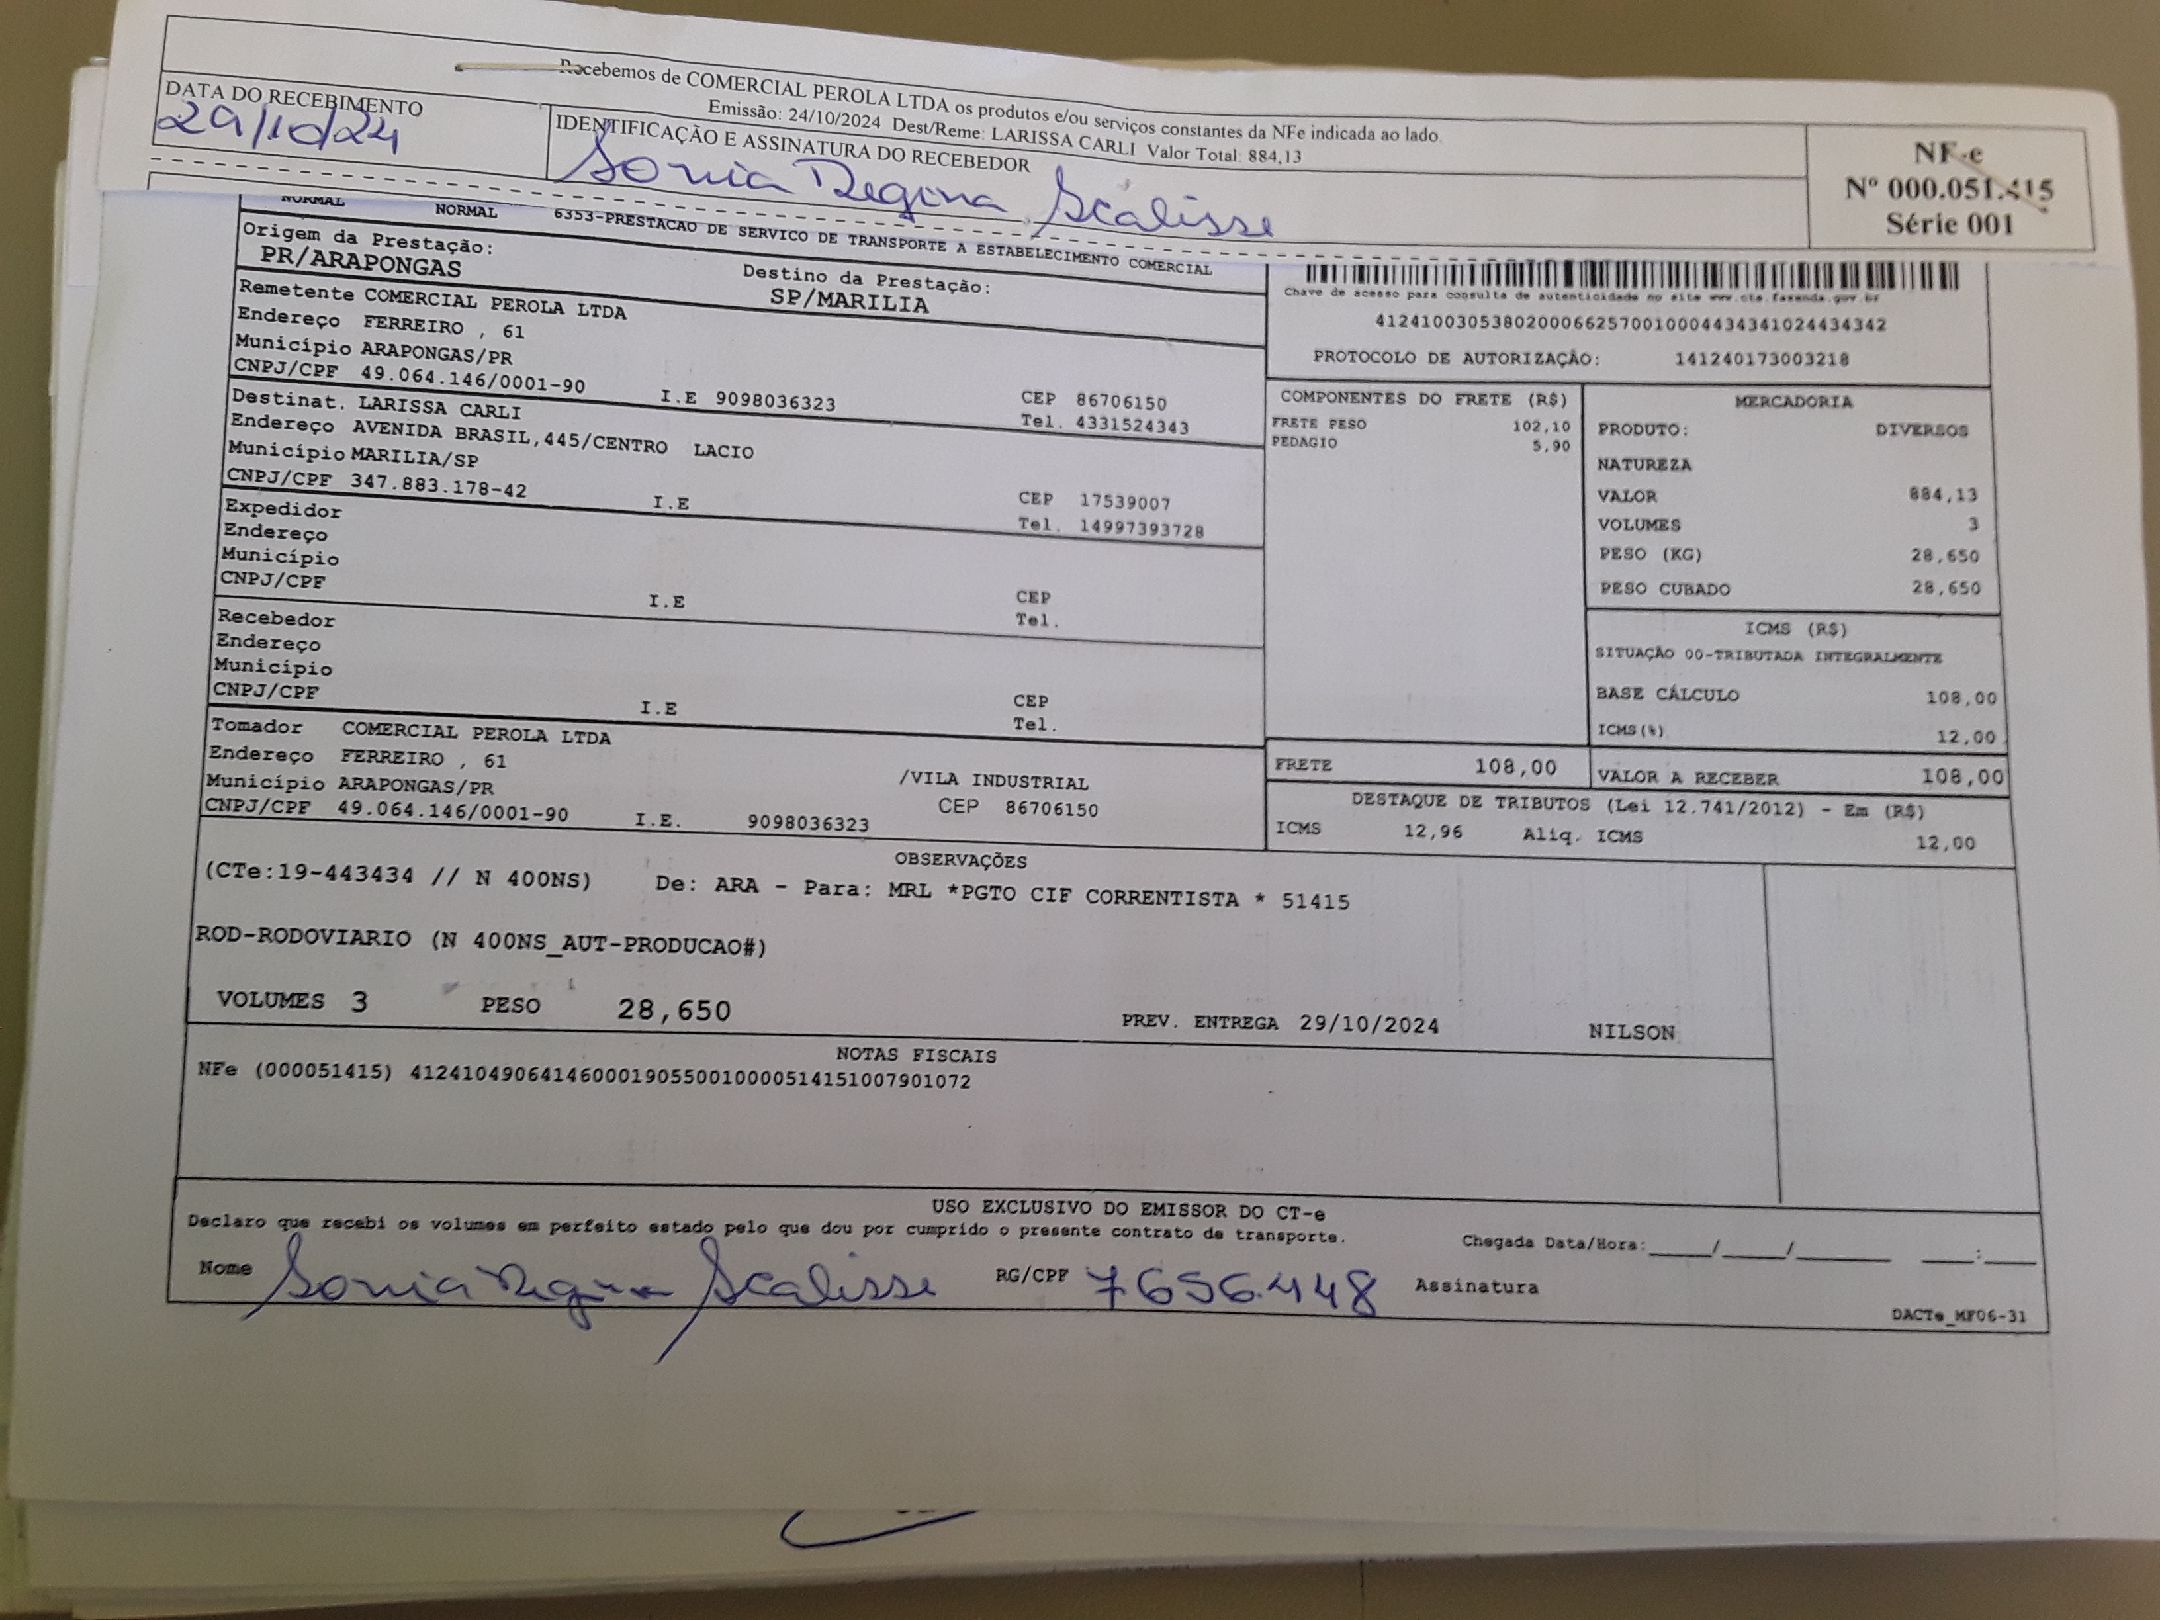 Recebemos de COMERCIAL PEROLA LTDA os produtos e/ou serviços constantes da NFe indicada ao lado.
Emissão: 24/10/2024 Dest/Reme: LARISSA CARLI Valor Total: 884,13
DATA DO RECEBIMENTO
29/10/24
IDENTIFICAÇÃO E ASSINATURA DO RECEBEDOR
Sonia Regina Scalisse
NF-e
Nº 000.051.415
Série 001
NORMAL NORMAL 6353-PRESTACAO DE SERVICO DE TRANSPORTE A ESTABELECIMENTO COMERCIAL
Origem da Prestação:
PR/ARAPONGAS
Destino da Prestação:
SP/MARILIA
Chave de acesso para consulta de autenticidade no site www.cte.fazenda.gov.br
41241003053802000662570010004434341024434342
PROTOCOLO DE AUTORIZAÇÃO: 141240173003218
Remetente COMERCIAL PEROLA LTDA
Endereço FERREIRO , 61
Município ARAPONGAS/PR
CNPJ/CPF 49.064.146/0001-90 I.E 9098036323
CEP 86706150
Tel. 4331524343
Destinat. LARISSA CARLI
Endereço AVENIDA BRASIL,445/CENTRO LACIO
Município MARILIA/SP
CNPJ/CPF 347.883.178-42 I.E
CEP 17539007
Tel. 14997393728
Expedidor
Endereço
Município
CNPJ/CPF I.E
CEP
Tel.
Recebedor
Endereço
Município
CNPJ/CPF I.E
CEP
Tel.
Tomador COMERCIAL PEROLA LTDA
Endereço FERREIRO , 61 /VILA INDUSTRIAL
Município ARAPONGAS/PR CEP 86706150
CNPJ/CPF 49.064.146/0001-90 I.E. 9098036323
COMPONENTES DO FRETE (R$)
FRETE PESO 102,10
PEDAGIO 5,90
FRETE 108,00
MERCADORIA
PRODUTO: DIVERSOS
NATUREZA
VALOR 884,13
VOLUMES 3
PESO (KG) 28,650
PESO CUBADO 28,650
ICMS (R$)
SITUAÇÃO 00-TRIBUTADA INTEGRALMENTE
BASE CÁLCULO 108,00
ICMS(%) 12,00
VALOR A RECEBER 108,00
DESTAQUE DE TRIBUTOS (Lei 12.741/2012) - Em (R$)
ICMS 12,96 Aliq. ICMS 12,00
OBSERVAÇÕES
(CTe:19-443434 // N 400NS) De: ARA - Para: MRL *PGTO CIF CORRENTISTA * 51415
ROD-RODOVIARIO (N 400NS_AUT-PRODUCAO#)
VOLUMES 3 PESO 28,650 PREV. ENTREGA 29/10/2024 NILSON
NOTAS FISCAIS
NFe (000051415) 41241049064146000190550010000514151007901072
USO EXCLUSIVO DO EMISSOR DO CT-e
Declaro que recebi os volumes em perfeito estado pelo que dou por cumprido o presente contrato de transporte.
Chegada Data/Hora:_____/_____/_______ ____:____
Nome Sonia Regina Scalisse RG/CPF 7656.448 Assinatura
DACTe_MF06-31